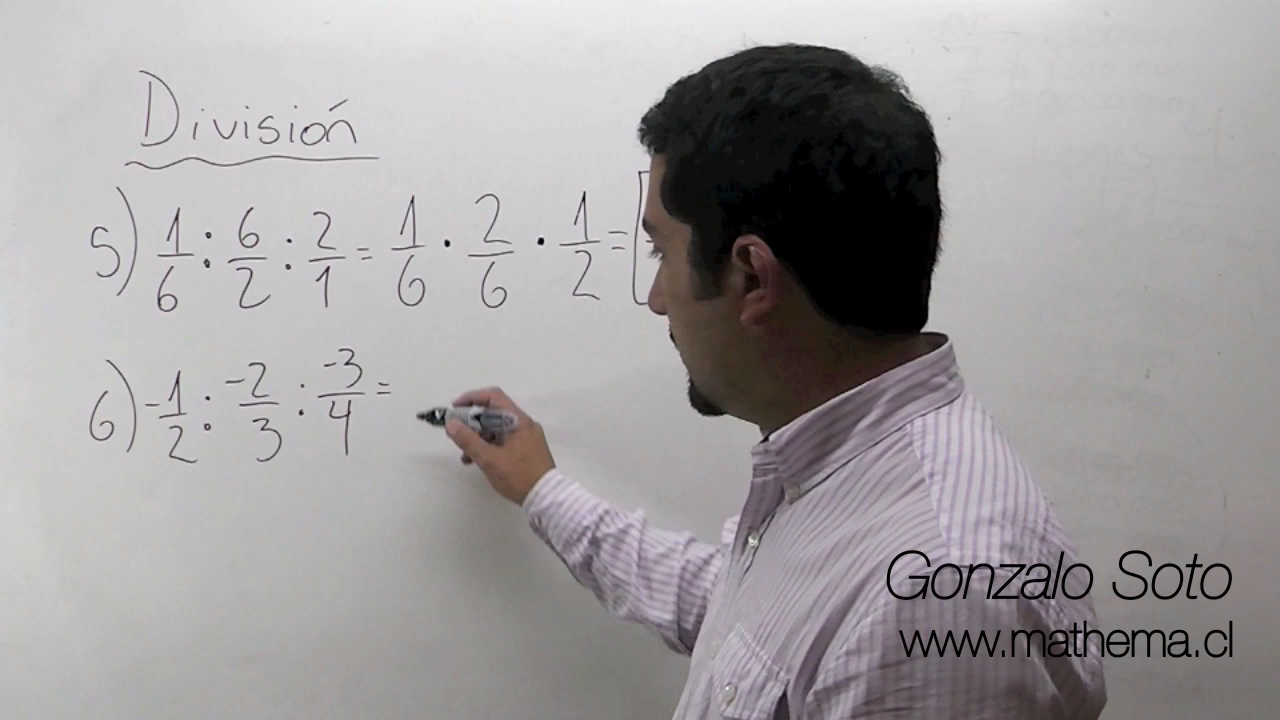 División
5) 1/6 : 6/2 : 2/1 = 1/6 · 2/6 · 1/2 =
6) -1/2 : -2/3 : -3/4 =
Gonzalo Soto
www.mathema.cl